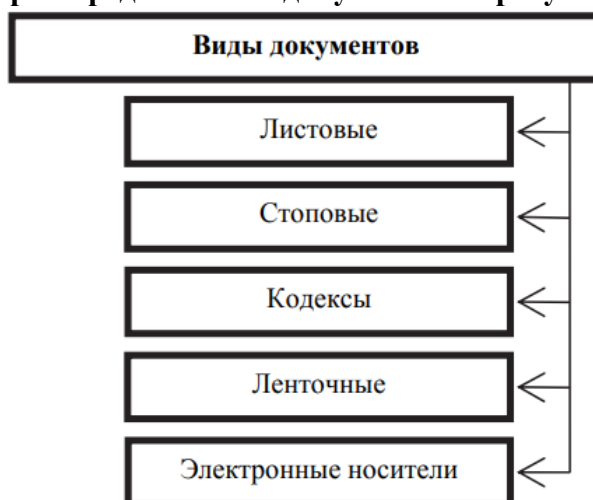 Виды документов
Листовые
Стоповые
Кодексы
Ленточные
Электронные носители